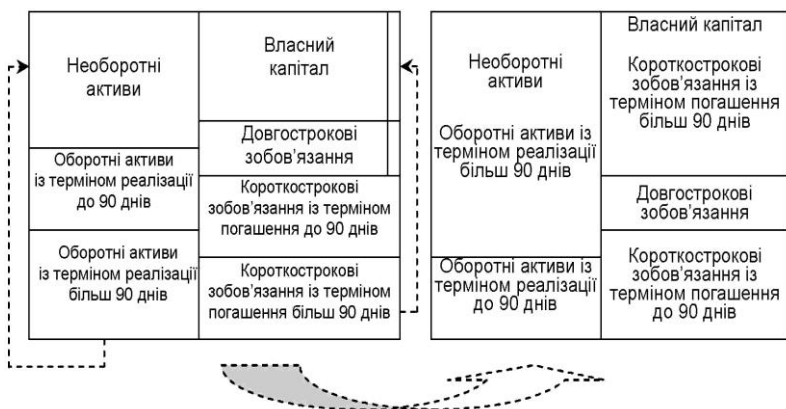 Необоротні
активи
Оборотні активи
із терміном реалізації
до 90 днів
Оборотні активи
із терміном реалізації
більш 90 днів
Власний
капітал
Довгострокові
зобов'язання
Короткострокові
зобов'язання із терміном
погашення до 90 днів
Короткострокові
зобов'язання із терміном
погашення більш 90 днів
Необоротні
активи
Оборотні активи із
терміном реалізації
більш 90 днів
Оборотні активи із
терміном реалізації
до 90 днів
Власний капітал
Короткострокові
зобов'язання із
терміном погашення
більш 90 днів
Довгострокові
зобов'язання
Короткострокові
зобов'язання із
терміном погашення
до 90 днів